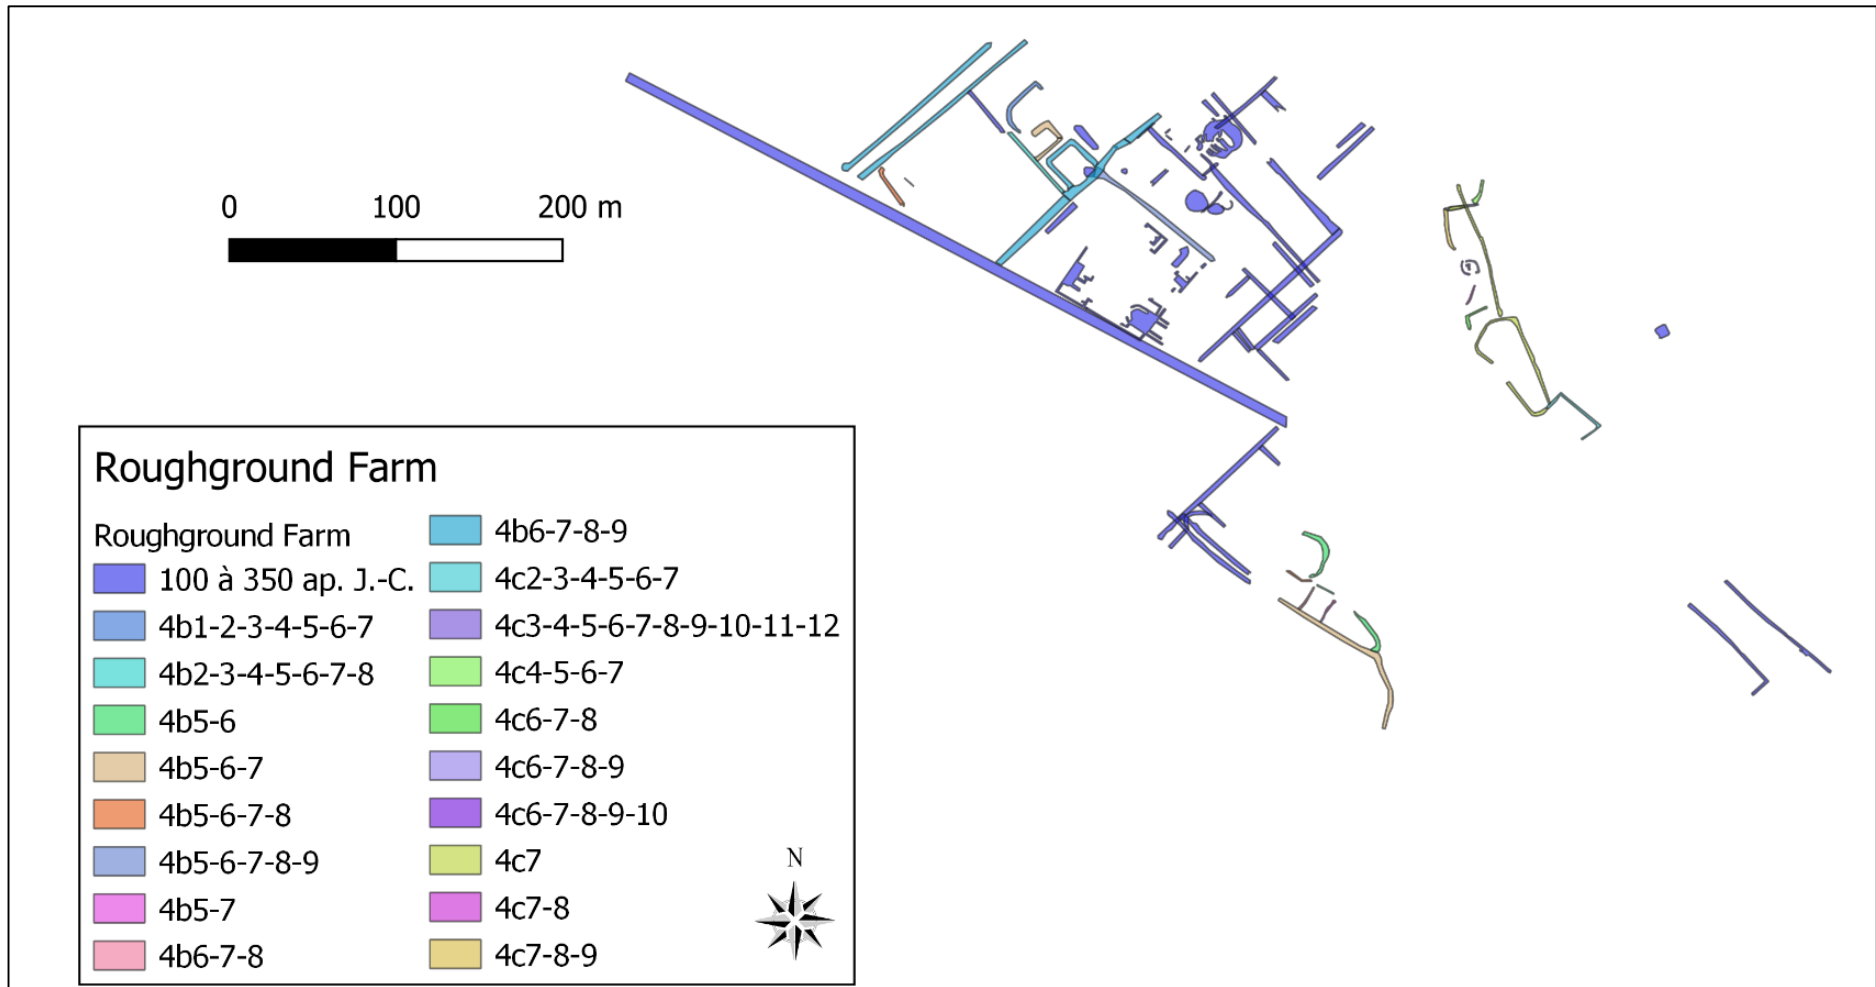 0 100 200 m
Roughground Farm
Roughground Farm
100 à 350 ap. J.-C.
4b1-2-3-4-5-6-7
4b2-3-4-5-6-7-8
4b5-6
4b5-6-7
4b5-6-7-8
4b5-6-7-8-9
4b5-7
4b6-7-8
4b6-7-8-9
4c2-3-4-5-6-7
4c3-4-5-6-7-8-9-10-11-12
4c4-5-6-7
4c6-7-8
4c6-7-8-9
4c6-7-8-9-10
4c7
4c7-8
4c7-8-9
N